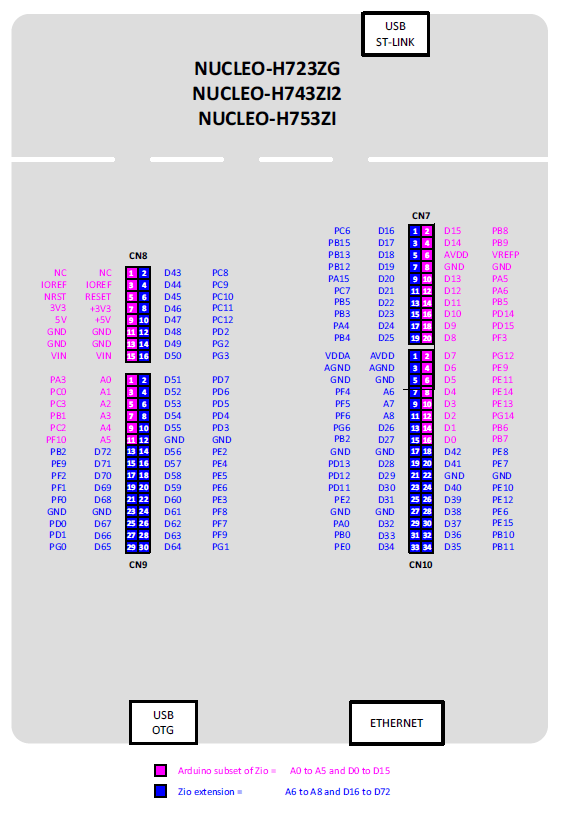 USB
ST-LINK
NUCLEO-H723ZG
NUCLEO-H743ZI2
NUCLEO-H753ZI
CN8
NC NC 1 2 D43 PC8
IOREF IOREF 3 4 D44 PC9
NRST RESET 5 6 D45 PC10
3V3 +3V3 7 8 D46 PC11
5V +5V 9 10 D47 PC12
GND GND 11 12 D48 PD2
GND GND 13 14 D49 PG2
VIN VIN 15 16 D50 PG3
PA3 A0 1 2 D51 PD7
PC0 A1 3 4 D52 PD6
PC3 A2 5 6 D53 PD5
PB1 A3 7 8 D54 PD4
PC2 A4 9 10 D55 PD3
PF10 A5 11 12 GND GND
PB2 D72 13 14 D56 PE2
PE9 D71 15 16 D57 PE4
PF2 D70 17 18 D58 PE5
PF1 D69 19 20 D59 PE6
PF0 D68 21 22 D60 PE3
GND GND 23 24 D61 PF8
PD0 D67 25 26 D62 PF7
PD1 D66 27 28 D63 PF9
PG0 D65 29 30 D64 PG1
CN9
CN7
PC6 D16 1 2 D15 PB8
PB15 D17 3 4 D14 PB9
PB13 D18 5 6 AVDD VREFP
PB12 D19 7 8 GND GND
PA15 D20 9 10 D13 PA5
PC7 D21 11 12 D12 PA6
PB5 D22 13 14 D11 PB5
PB3 D23 15 16 D10 PD14
PA4 D24 17 18 D9 PD15
PB4 D25 19 20 D8 PF3
VDDA AVDD 1 2 D7 PG12
AGND AGND 3 4 D6 PE9
GND GND 5 6 D5 PE11
PF4 A6 7 8 D4 PE14
PF5 A7 9 10 D3 PE13
PF6 A8 11 12 D2 PG14
PG6 D26 13 14 D1 PB6
PB2 D27 15 16 D0 PB7
GND GND 17 18 D42 PE8
PD13 D28 19 20 D41 PE7
PD12 D29 21 22 GND GND
PD11 D30 23 24 D40 PE10
PE2 D31 25 26 D39 PE12
GND GND 27 28 D38 PE6
PA0 D32 29 30 D37 PE15
PB0 D33 31 32 D36 PB10
PE0 D34 33 34 D35 PB11
CN10
USB
OTG
ETHERNET
Arduino subset of Zio = A0 to A5 and D0 to D15
Zio extension = A6 to A8 and D16 to D72